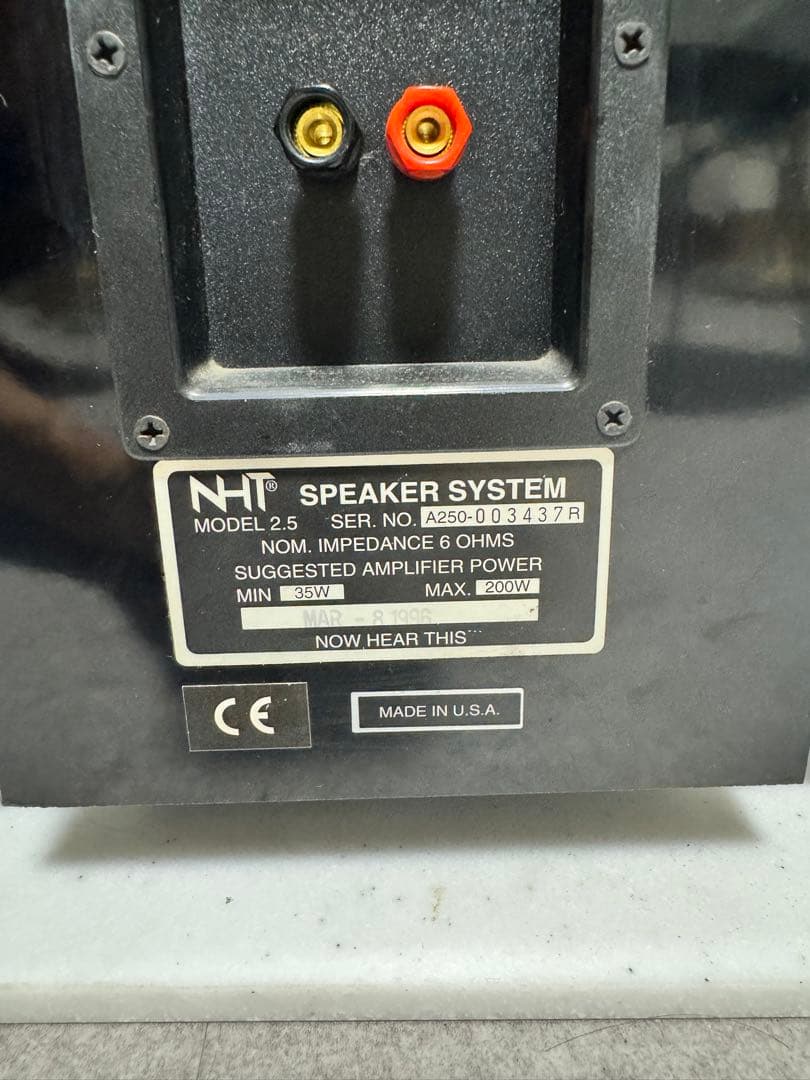 NHT® SPEAKER SYSTEM
MODEL 2.5 SER. NO. A250-003437R
NOM. IMPEDANCE 6 OHMS
SUGGESTED AMPLIFIER POWER
MIN 35W MAX. 200W
MAR - 8 1996
NOW HEAR THIS
CE
MADE IN U.S.A.